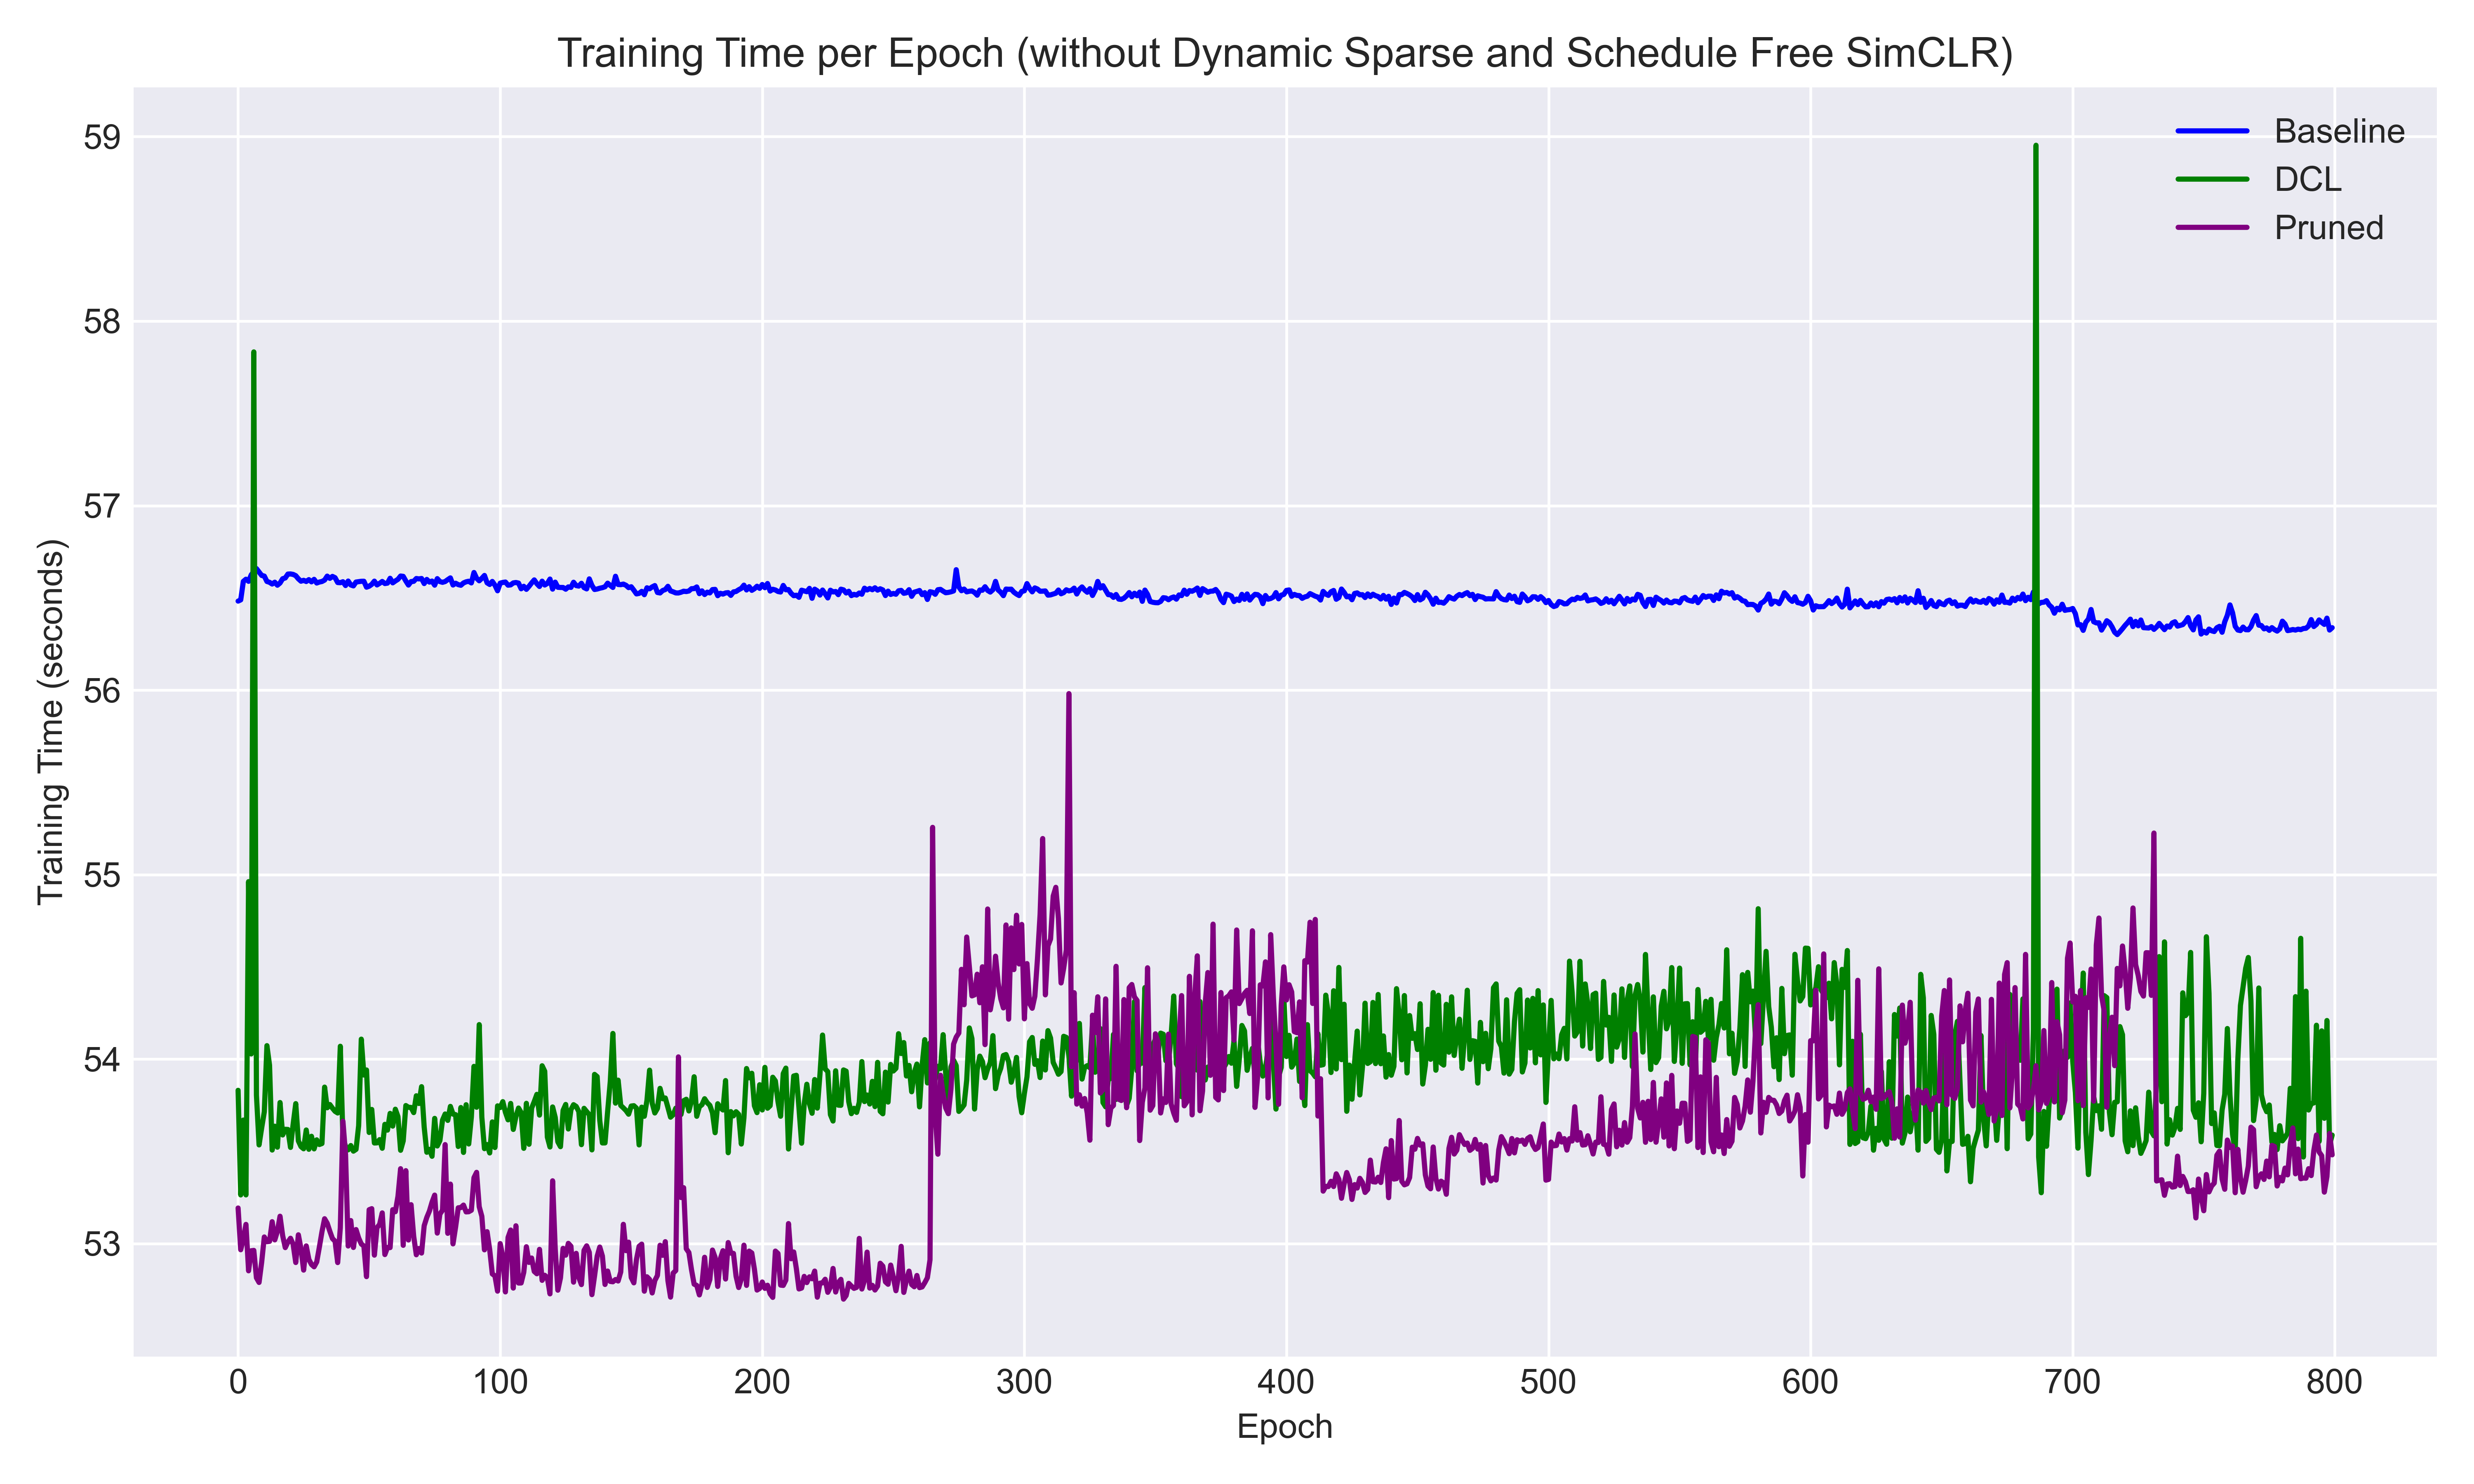 Training Time per Epoch (without Dynamic Sparse and Schedule Free SimCLR)
59
58
57
56
55
54
53
Training Time (seconds)
Baseline
DCL
Pruned
0 100 200 300 400 500 600 700 800
Epoch